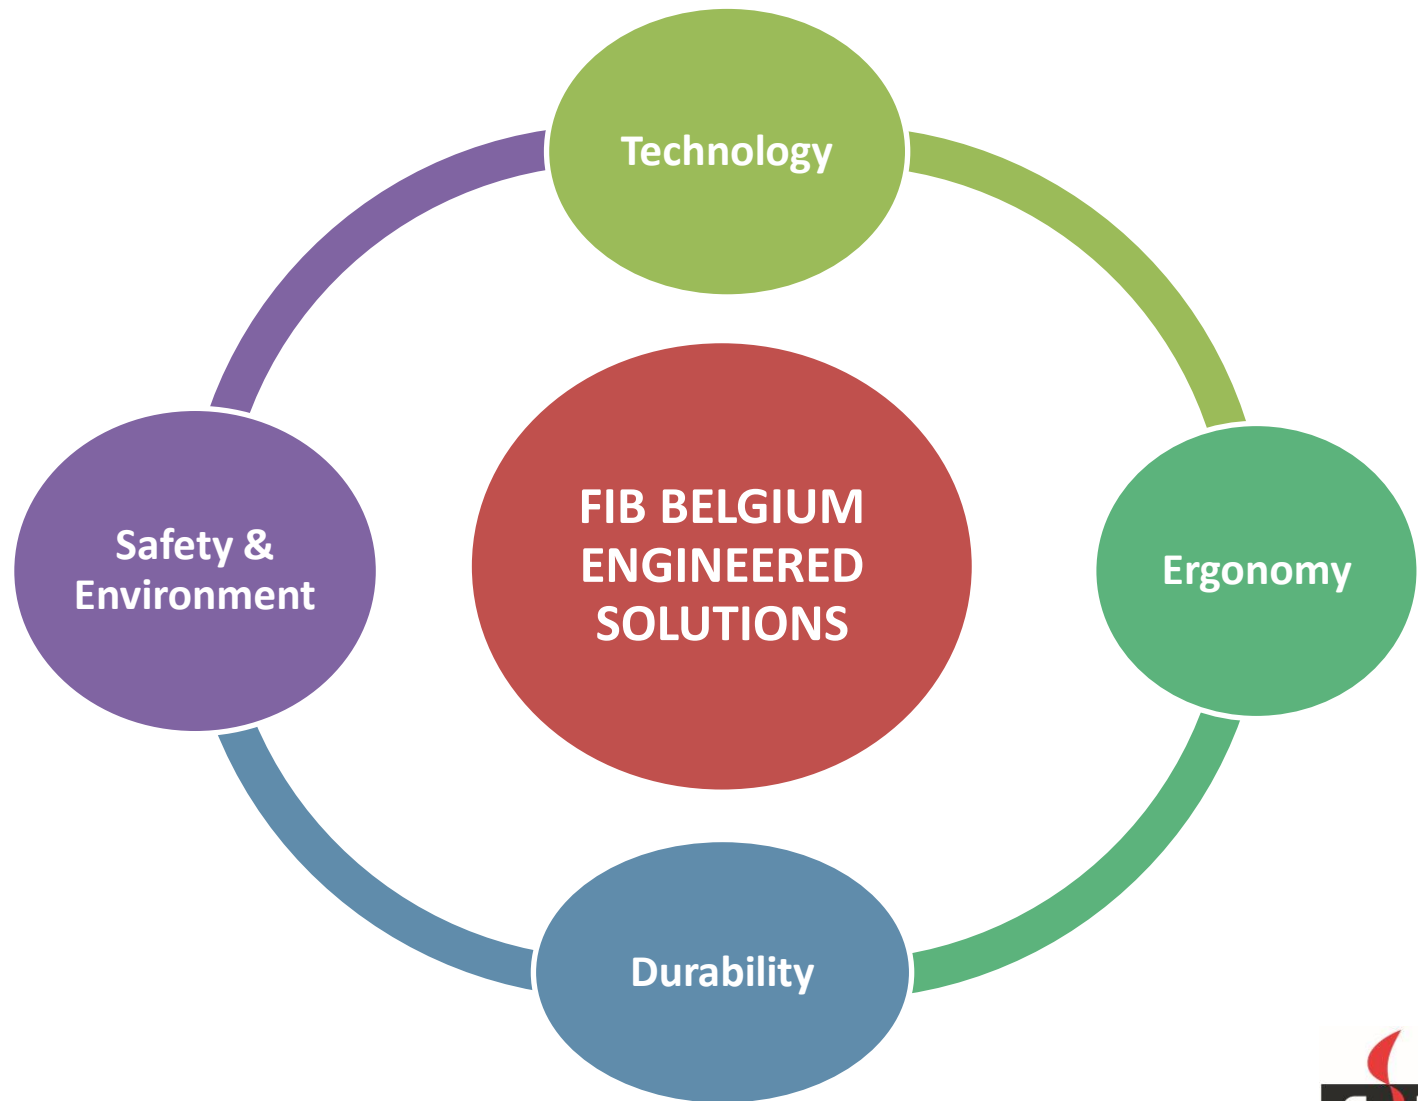 Technology
Safety &
Environment
FIB BELGIUM
ENGINEERED
SOLUTIONS
Ergonomy
Durability